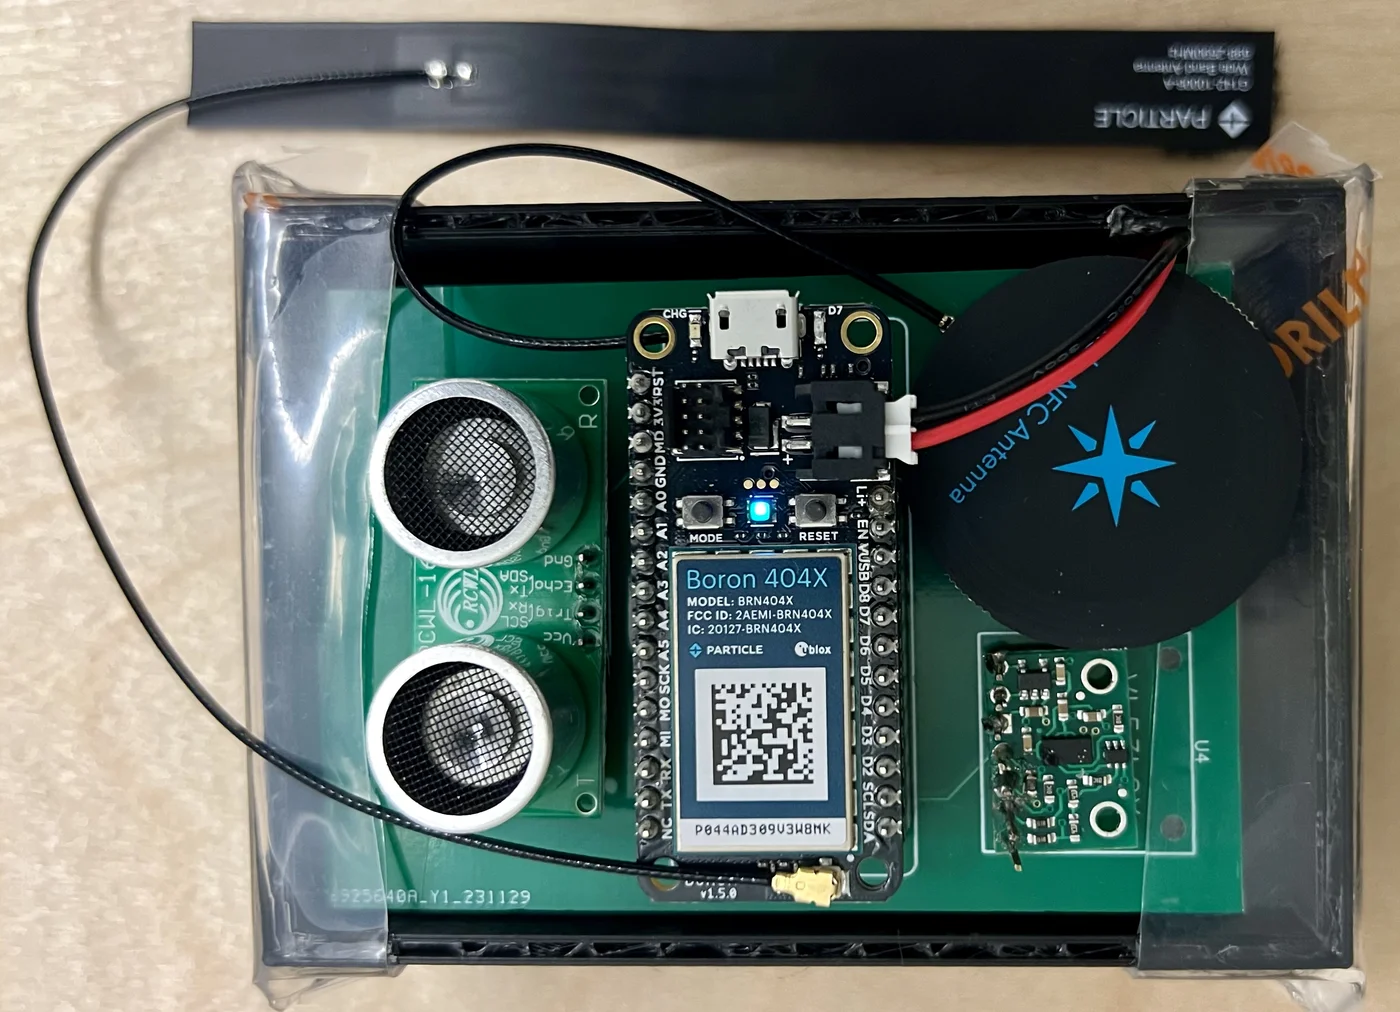 PARTICLE
Wide Band Antenna
CHG
D7
RST
3V3
MD
GND
A0
A1
A2
A3
A4
A5
SCK
MO
MI
RX
TX
NC
Li+
EN
VUSB
D8
D7
D6
D5
D4
D3
D2
SCL
SDA
+
MODE
RESET
Boron 404X
MODEL: BRN404X
FCC ID: 2AEMI-BRN404X
IC: 20127-BRN404X
PARTICLE
ublox
P044AD309V3W8MK
v1.5.0
NFC Antenna
R
Gnd
Echo/Tx/SDA
Trig/Rx/SCL
Vcc
RCWL
T
U4
6925640A_Y1_231129